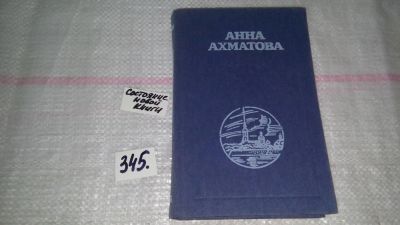 АННА
АХМАТОВА
Состояние
новой
книги
345.